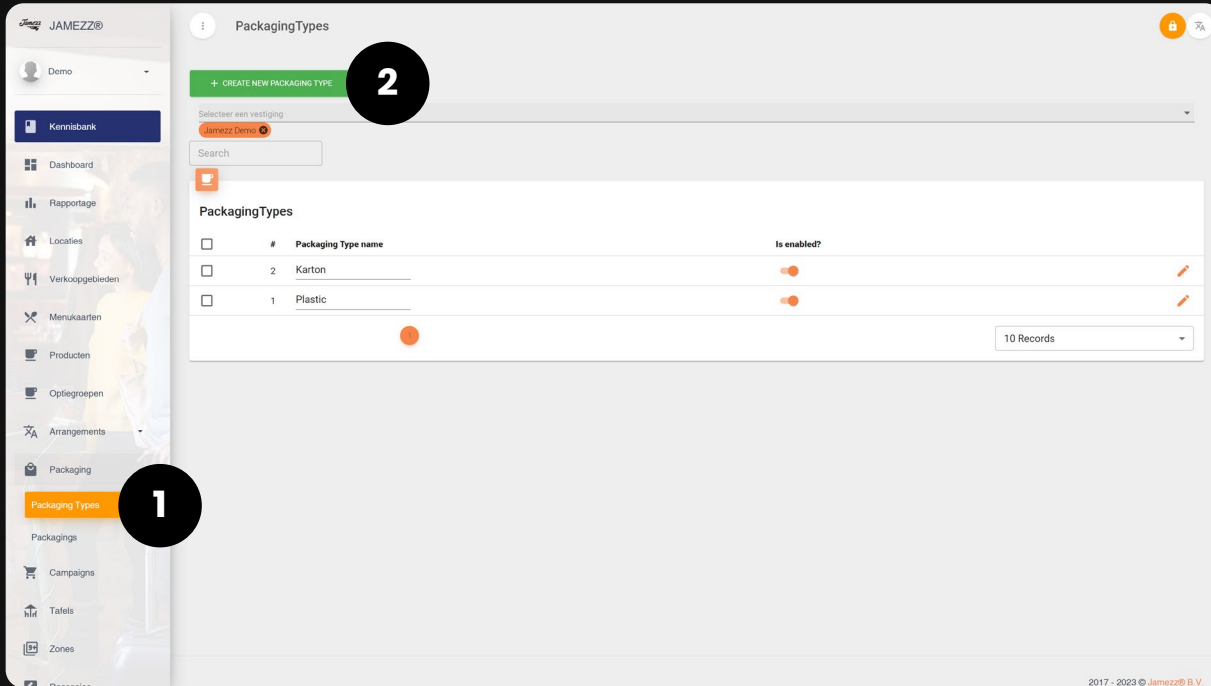 Jamezz
JAMEZZ®
PackagingTypes
Demo
+ CREATE NEW PACKAGING TYPE
2
Selecteer een vestiging
Jamezz Demo
Search
Kennisbank
Dashboard
Rapportage
Locaties
Verkoopgebieden
Menukaarten
Producten
Optiegroepen
Arrangements
Packaging
Packaging Types
1
Packagings
Campaigns
Tafels
Zones
PackagingTypes
# Packaging Type name Is enabled?
2 Karton
1 Plastic
1
10 Records
2017 - 2023 © Jamezz® B.V.